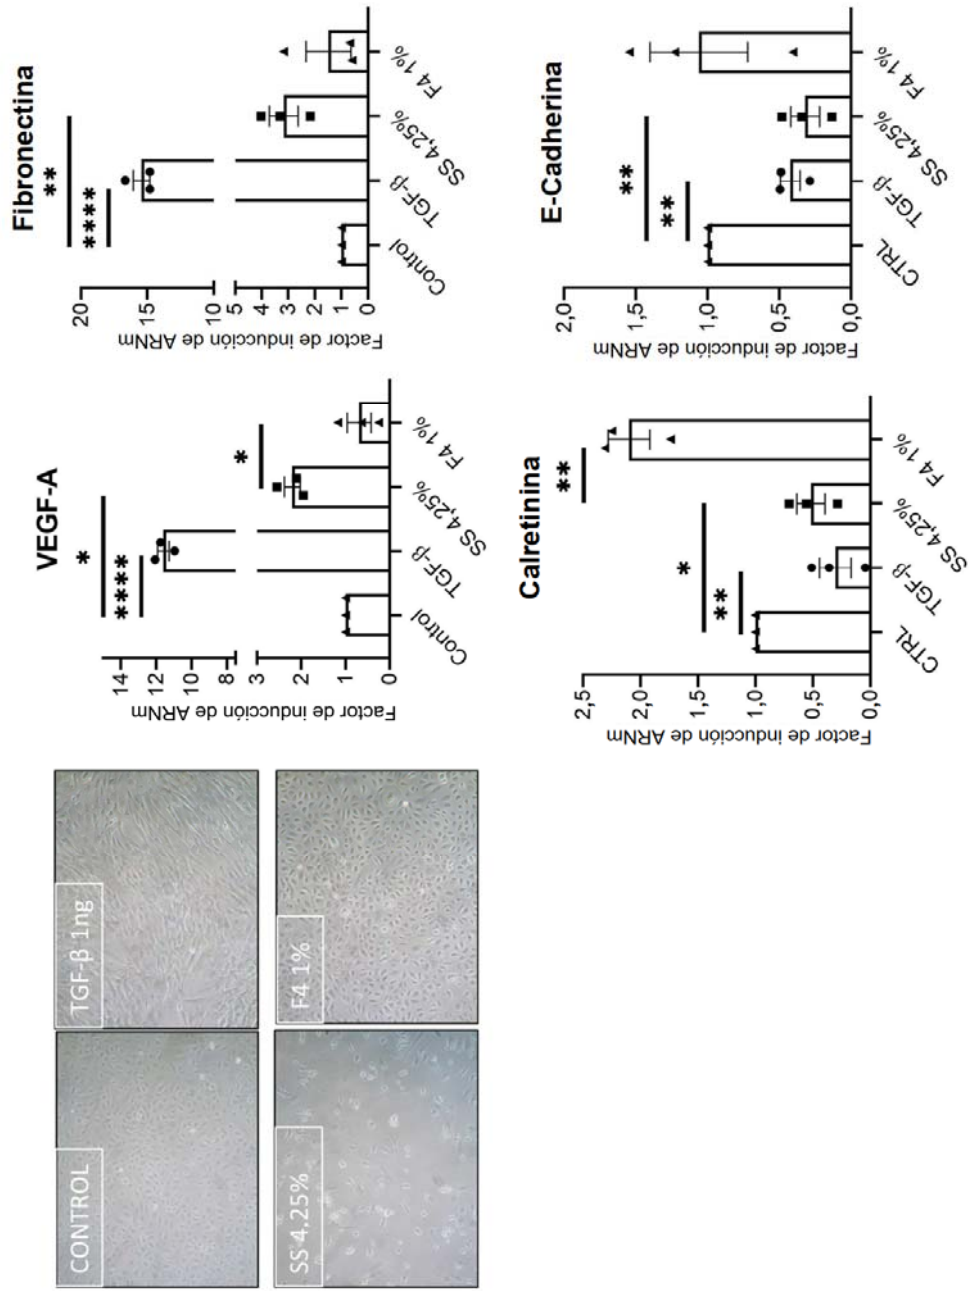 CONTROL
TGF-β 1ng
SS 4.25%
F4 1%
VEGF-A
Factor de inducción de ARNm
14
12
10
8
3
2
1
0
*
****
*
Control
TGF-β
SS 4,25%
F4 1%
Fibronectina
Factor de inducción de ARNm
20
15
10
5
4
3
2
1
0
**
****
Control
TGF-β
SS 4,25%
F4 1%
Calretinina
Factor de inducción de ARNm
2,5
2,0
1,5
1,0
0,5
0,0
**
*
**
CTRL
TGF-β
SS 4,25%
F4 1%
E-Cadherina
Factor de inducción de ARNm
2,0
1,5
1,0
0,5
0,0
**
**
CTRL
TGF-β
SS 4,25%
F4 1%